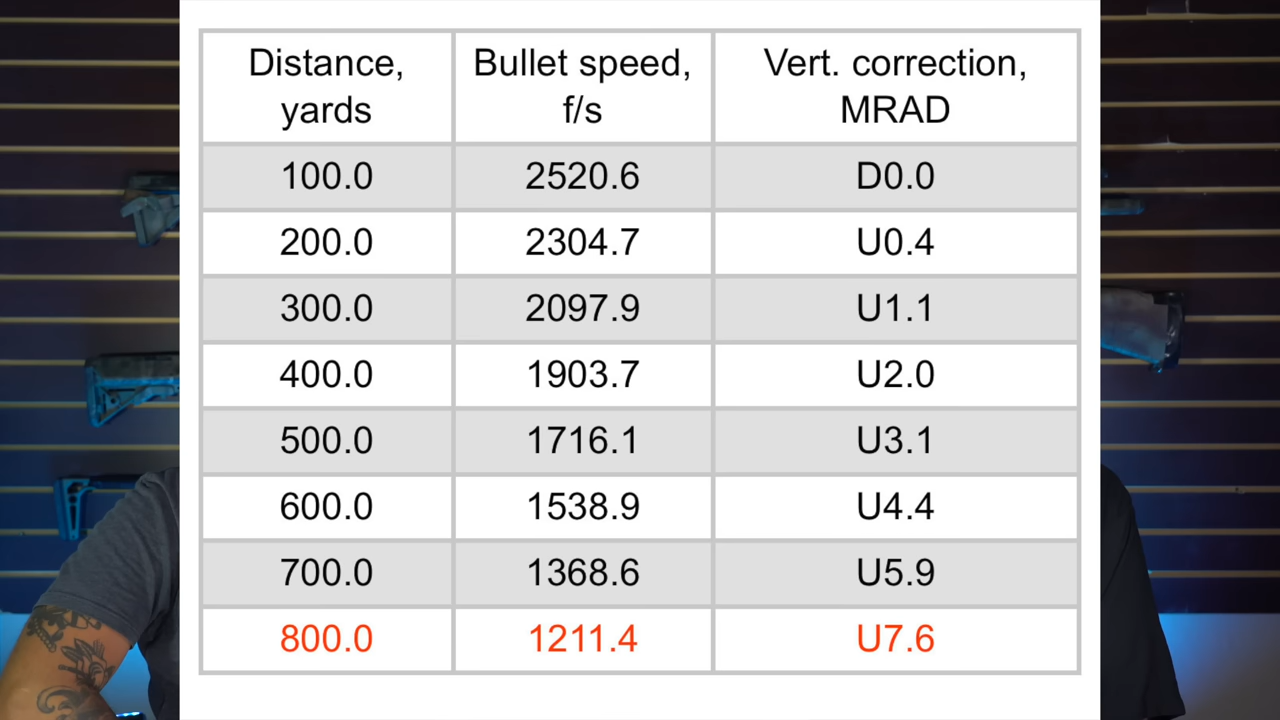 Distance, yards Bullet speed, f/s Vert. correction, MRAD
100.0 2520.6 D0.0
200.0 2304.7 U0.4
300.0 2097.9 U1.1
400.0 1903.7 U2.0
500.0 1716.1 U3.1
600.0 1538.9 U4.4
700.0 1368.6 U5.9
800.0 1211.4 U7.6